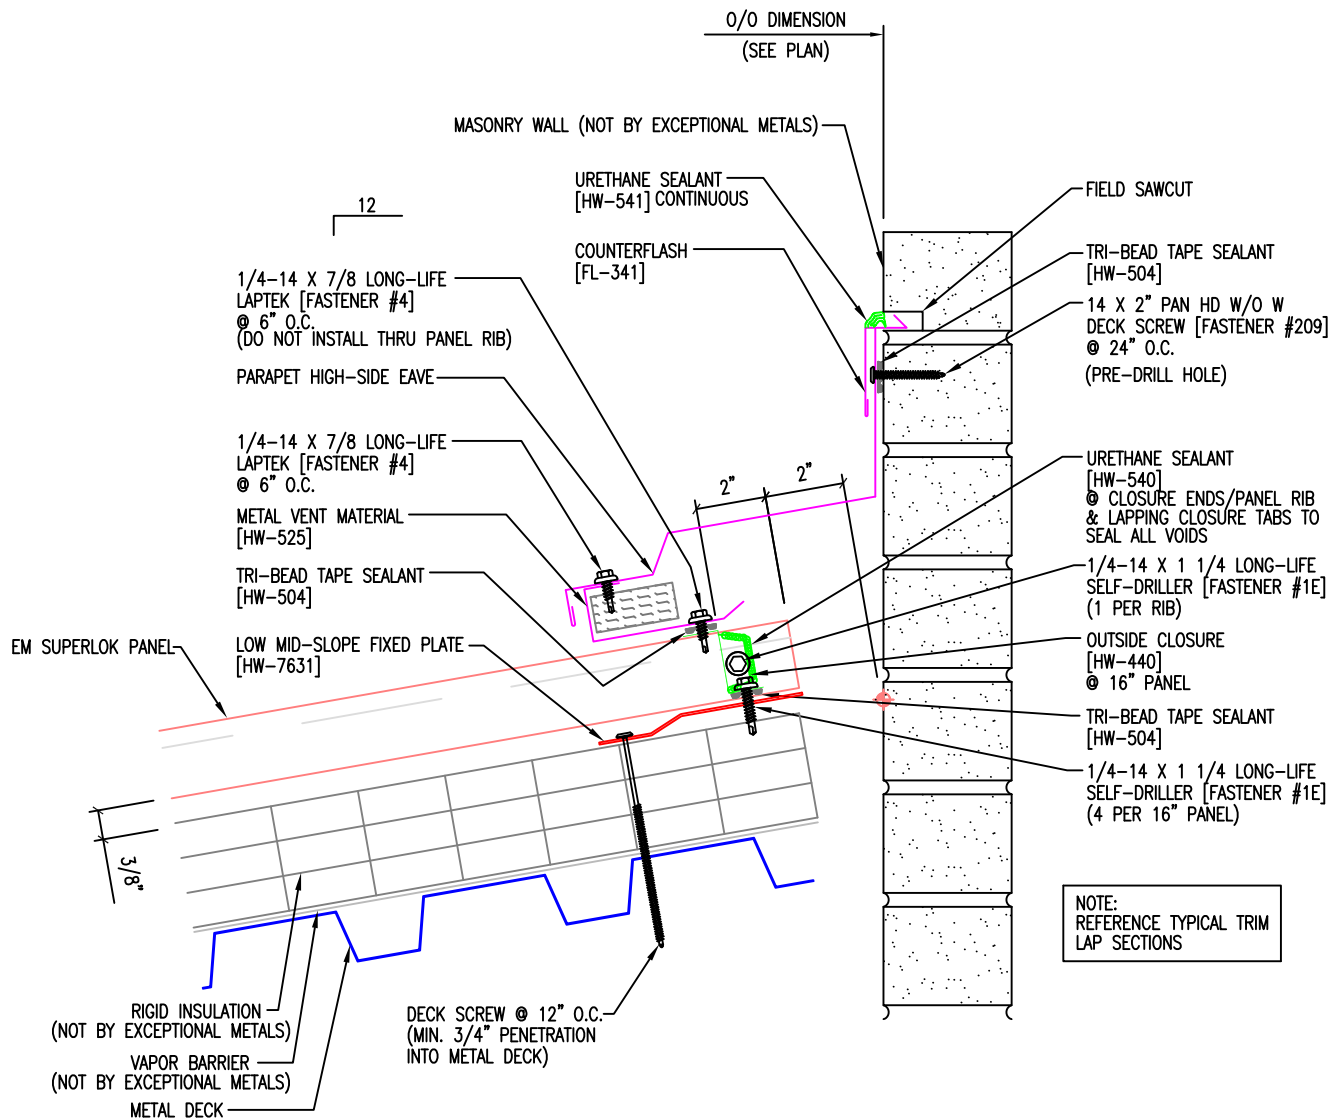 O/O DIMENSION
(SEE PLAN)
MASONRY WALL (NOT BY EXCEPTIONAL METALS)
URETHANE SEALANT
[HW-541] CONTINUOUS
COUNTERFLASH
[FL-341]
12
1/4-14 X 7/8 LONG-LIFE
LAPTEK [FASTENER #4]
@ 6" O.C.
(DO NOT INSTALL THRU PANEL RIB)
PARAPET HIGH-SIDE EAVE
1/4-14 X 7/8 LONG-LIFE
LAPTEK [FASTENER #4]
@ 6" O.C.
METAL VENT MATERIAL
[HW-525]
TRI-BEAD TAPE SEALANT
[HW-504]
LOW MID-SLOPE FIXED PLATE
[HW-7631]
EM SUPERLOK PANEL
2"
2"
FIELD SAWCUT
TRI-BEAD TAPE SEALANT
[HW-504]
14 X 2" PAN HD W/O W
DECK SCREW [FASTENER #209]
@ 24" O.C.
(PRE-DRILL HOLE)
URETHANE SEALANT
[HW-540]
@ CLOSURE ENDS/PANEL RIB
& LAPPING CLOSURE TABS TO
SEAL ALL VOIDS
1/4-14 X 1 1/4 LONG-LIFE
SELF-DRILLER [FASTENER #1E]
(1 PER RIB)
OUTSIDE CLOSURE
[HW-440]
@ 16" PANEL
TRI-BEAD TAPE SEALANT
[HW-504]
1/4-14 X 1 1/4 LONG-LIFE
SELF-DRILLER [FASTENER #1E]
(4 PER 16" PANEL)
3/8"
NOTE:
REFERENCE TYPICAL TRIM
LAP SECTIONS
RIGID INSULATION
(NOT BY EXCEPTIONAL METALS)
VAPOR BARRIER
(NOT BY EXCEPTIONAL METALS)
METAL DECK
DECK SCREW @ 12" O.C.
(MIN. 3/4" PENETRATION
INTO METAL DECK)